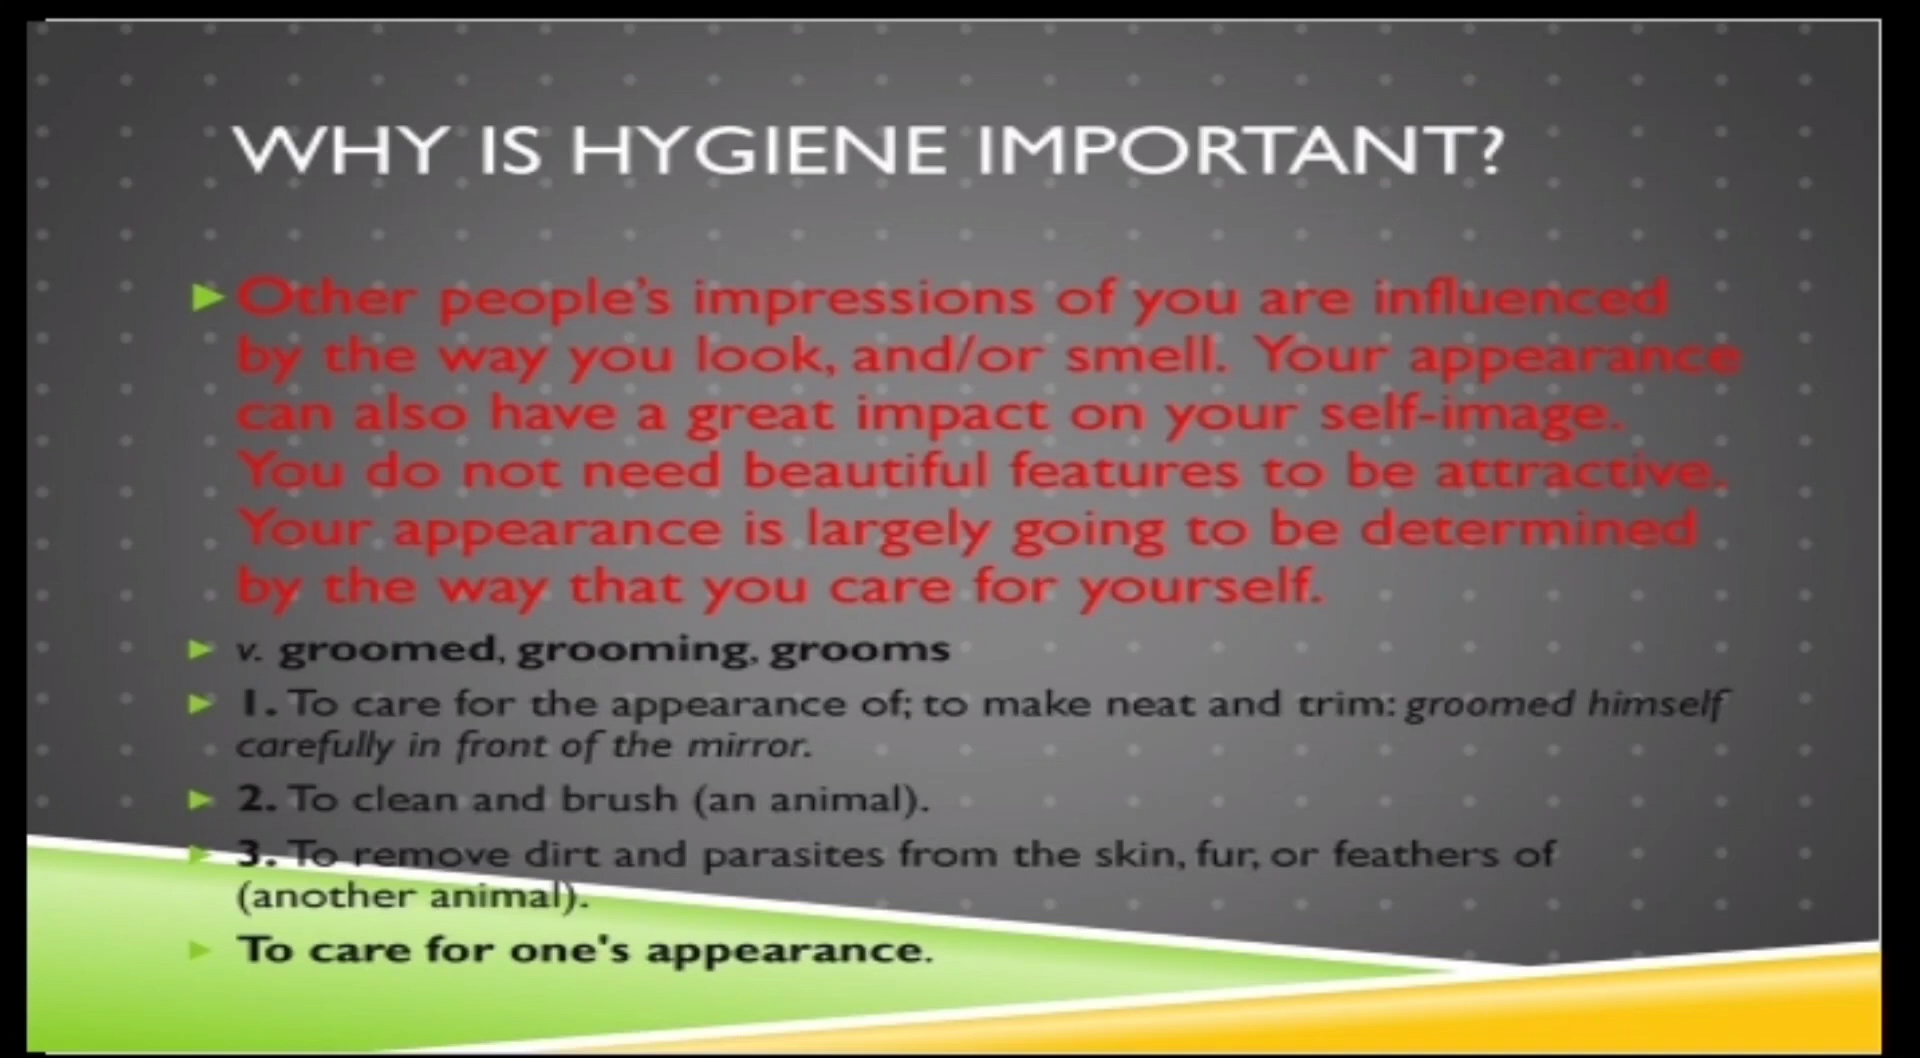 WHY IS HYGIENE IMPORTANT?
Other people's impressions of you are influenced
by the way you look, and/or smell. Your appearance
can also have a great impact on your self-image.
You do not need beautiful features to be attractive.
Your appearance is largely going to be determined
by the way that you care for yourself.
v. groomed, grooming, grooms
1. To care for the appearance of; to make neat and trim: groomed himself
carefully in front of the mirror.
2. To clean and brush (an animal).
3. To remove dirt and parasites from the skin, fur, or feathers of
(another animal).
To care for one's appearance.